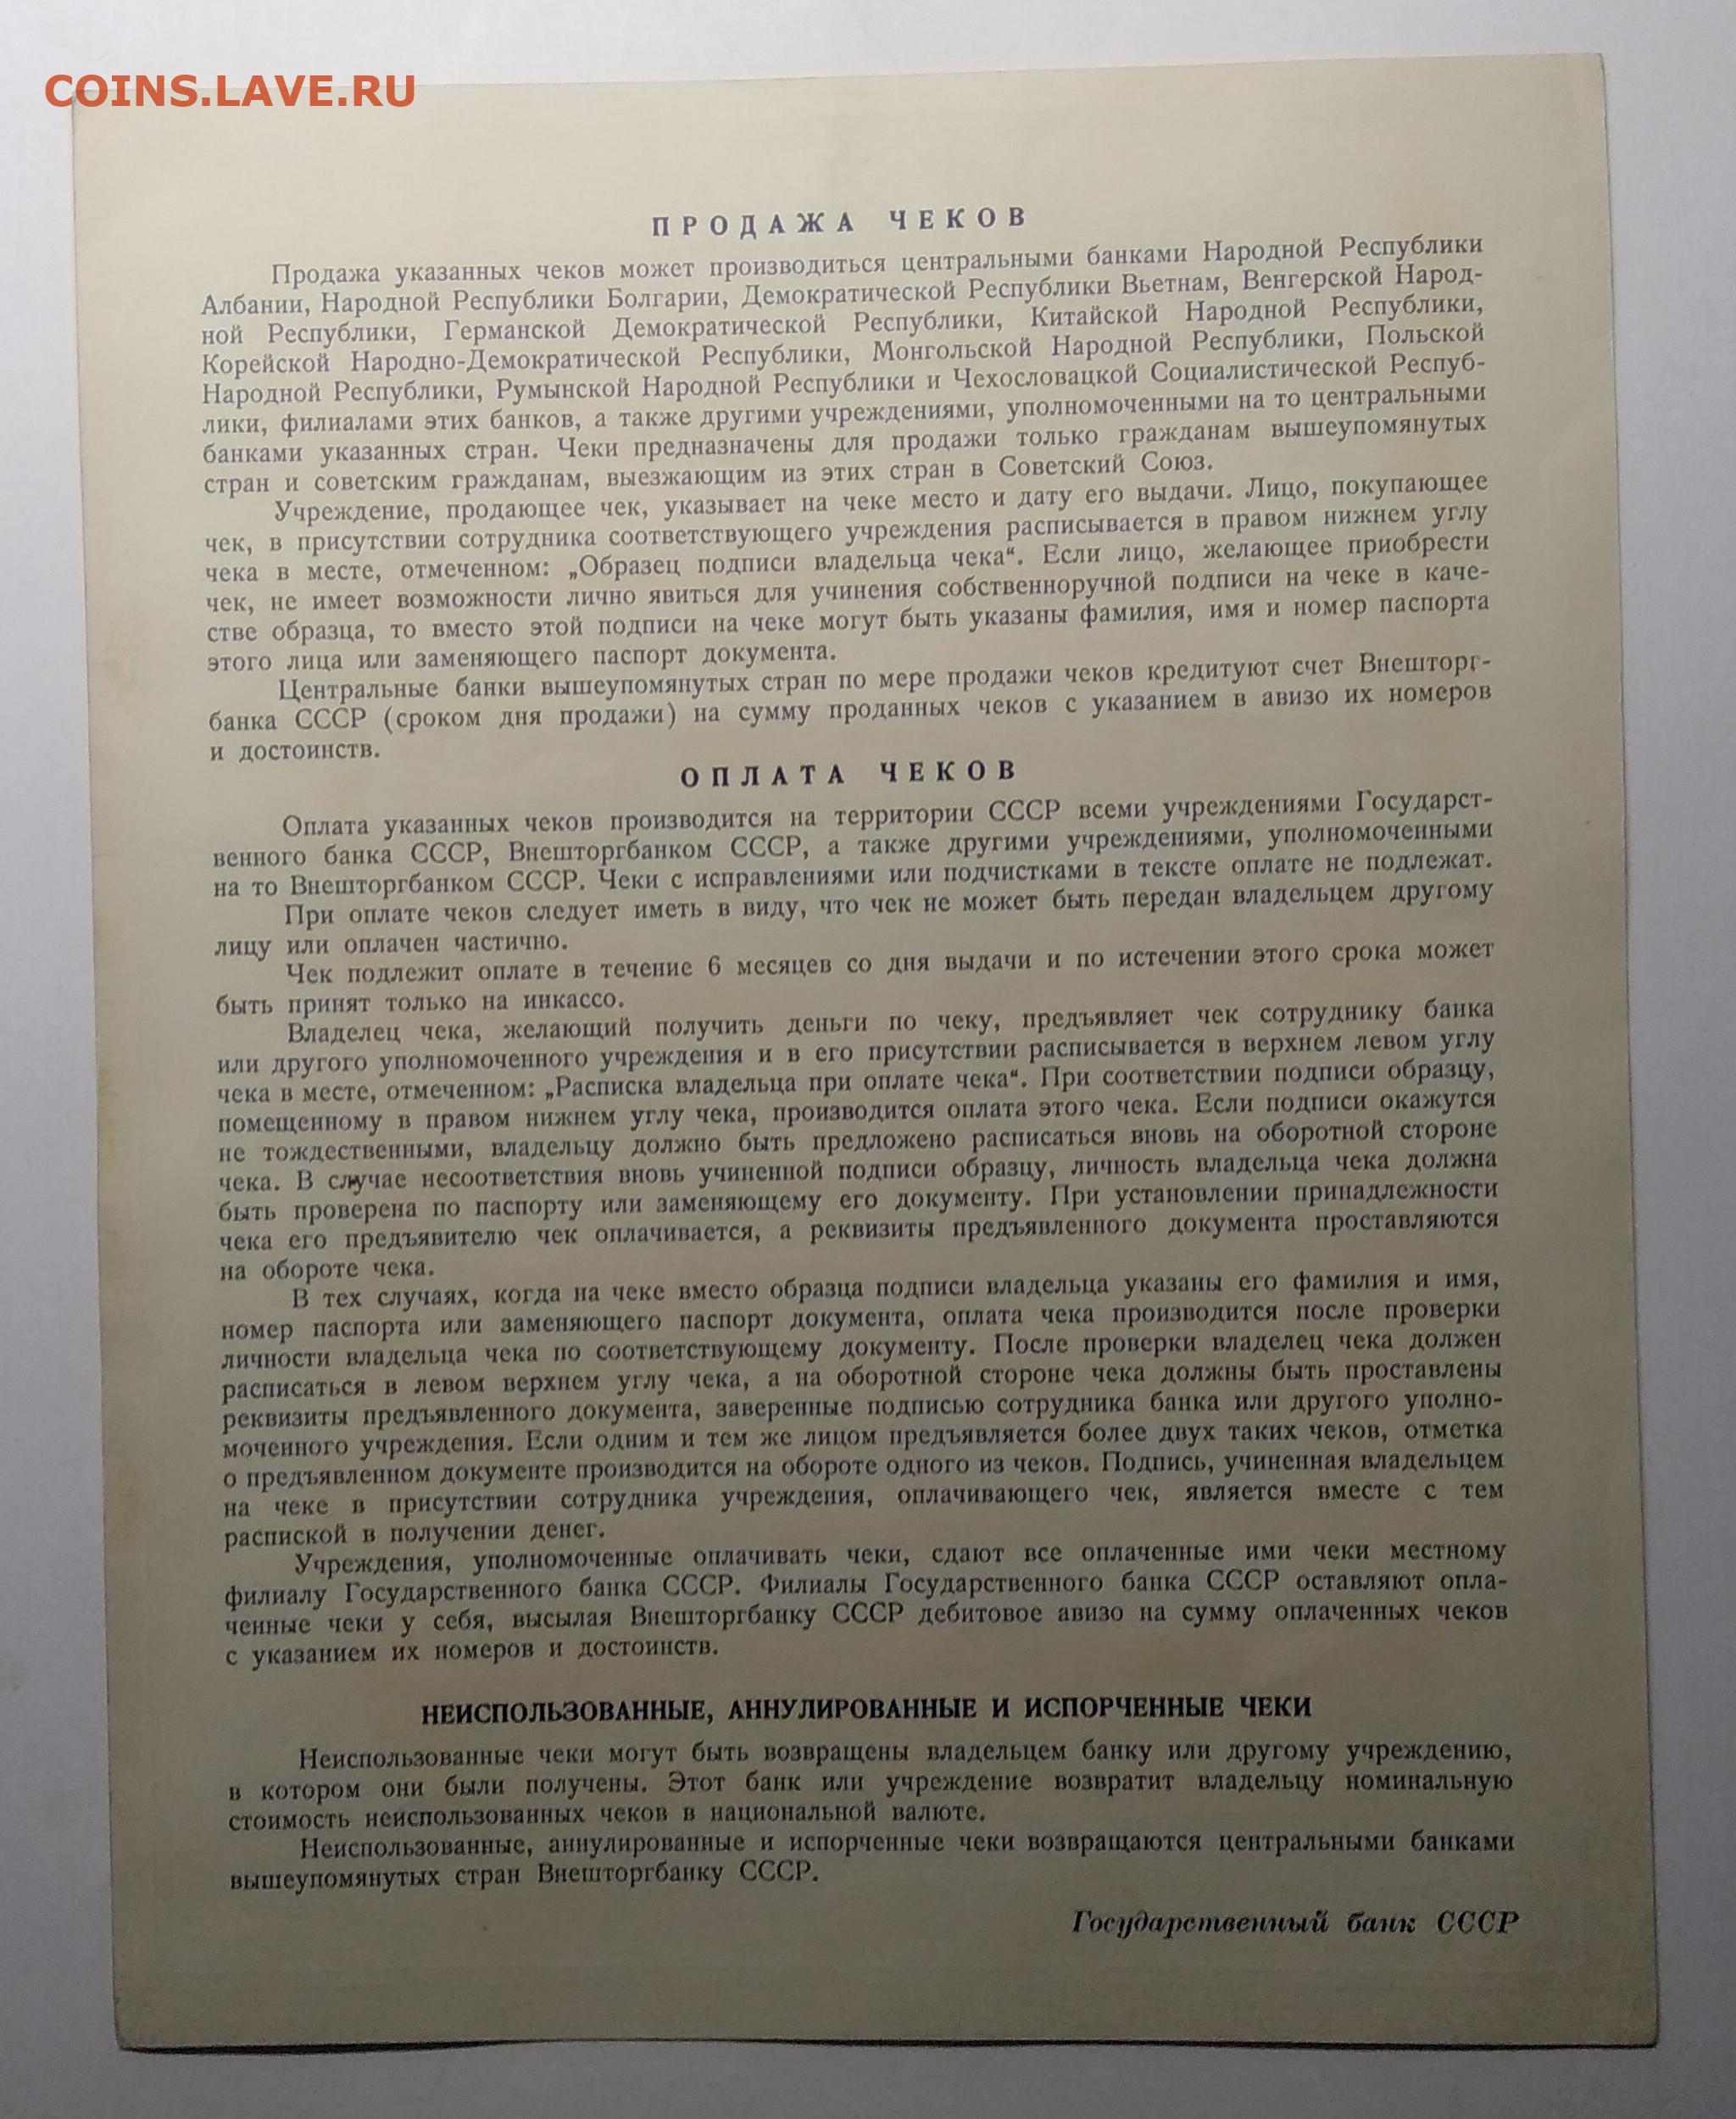 COINS.LAVE.RU
ПРОДАЖА ЧЕКОВ
Продажа указанных чеков может производиться центральными банками Народной Республики
Албании, Народной Республики Болгарии, Демократической Республики Вьетнам, Венгерской Народ-
ной Республики, Германской Демократической Республики, Китайской Народной Республики,
Корейской Народно-Демократической Республики, Монгольской Народной Республики, Польской
Народной Республики, Румынской Народной Республики и Чехословацкой Социалистической Респуб-
лики, филиалами этих банков, а также другими учреждениями, уполномоченными на то центральными
банками указанных стран. Чеки предназначены для продажи только гражданам вышеупомянутых
стран и советским гражданам, выезжающим из этих стран в Советский Союз.
Учреждение, продающее чек, указывает на чеке место и дату его выдачи. Лицо, покупающее
чек, в присутствии сотрудника соответствующего учреждения расписывается в правом нижнем углу
чека в месте, отмеченном: „Образец подписи владельца чека“. Если лицо, желающее приобрести
чек, не имеет возможности лично явиться для учинения собственноручной подписи на чеке в каче-
стве образца, то вместо этой подписи на чеке могут быть указаны фамилия, имя и номер паспорта
этого лица или заменяющего паспорт документа.
Центральные банки вышеупомянутых стран по мере продажи чеков кредитуют счет Внешторг-
банка СССР (сроком дня продажи) на сумму проданных чеков с указанием в авизо их номеров
и достоинств.
ОПЛАТА ЧЕКОВ
Оплата указанных чеков производится на территории СССР всеми учреждениями Государст-
венного банка СССР, Внешторгбанком СССР, а также другими учреждениями, уполномоченными
на то Внешторгбанком СССР. Чеки с исправлениями или подчистками в тексте оплате не подлежат.
При оплате чеков следует иметь в виду, что чек не может быть передан владельцем другому
лицу или оплачен частично.
Чек подлежит оплате в течение 6 месяцев со дня выдачи и по истечении этого срока может
быть принят только на инкассо.
Владелец чека, желающий получить деньги по чеку, предъявляет чек сотруднику банка
или другого уполномоченного учреждения и в его присутствии расписывается в верхнем левом углу
чека в месте, отмеченном: „Расписка владельца при оплате чека“. При соответствии подписи образцу,
помещенному в правом нижнем углу чека, производится оплата этого чека. Если подписи окажутся
не тождественными, владельцу должно быть предложено расписаться вновь на оборотной стороне
чека. В случае несоответствия вновь учиненной подписи образцу, личность владельца чека должна
быть проверена по паспорту или заменяющему его документу. При установлении принадлежности
чека его предъявителю чек оплачивается, а реквизиты предъявленного документа проставляются
на обороте чека.
В тех случаях, когда на чеке вместо образца подписи владельца указаны его фамилия и имя,
номер паспорта или заменяющего паспорт документа, оплата чека производится после проверки
личности владельца чека по соответствующему документу. После проверки владелец чека должен
расписаться в левом верхнем углу чека, а на оборотной стороне чека должны быть проставлены
реквизиты предъявленного документа, заверенные подписью сотрудника банка или другого уполно-
моченного учреждения. Если одним и тем же лицом предъявляется более двух таких чеков, отметка
о предъявленном документе производится на обороте одного из чеков. Подпись, учиненная владельцем
на чеке в присутствии сотрудника учреждения, оплачивающего чек, является вместе с тем
распиской в получении денег.
Учреждения, уполномоченные оплачивать чеки, сдают все оплаченные ими чеки местному
филиалу Государственного банка СССР. Филиалы Государственного банка СССР оставляют опла-
ченные чеки у себя, высылая Внешторгбанку СССР дебитовое авизо на сумму оплаченных чеков
с указанием их номеров и достоинств.
НЕИСПОЛЬЗОВАННЫЕ, АННУЛИРОВАННЫЕ И ИСПОРЧЕННЫЕ ЧЕКИ
Неиспользованные чеки могут быть возвращены владельцем банку или другому учреждению,
в котором они были получены. Этот банк или учреждение возвратит владельцу номинальную
стоимость неиспользованных чеков в национальной валюте.
Неиспользованные, аннулированные и испорченные чеки возвращаются центральными банками
вышеупомянутых стран Внешторгбанку СССР.
Государственный банк СССР